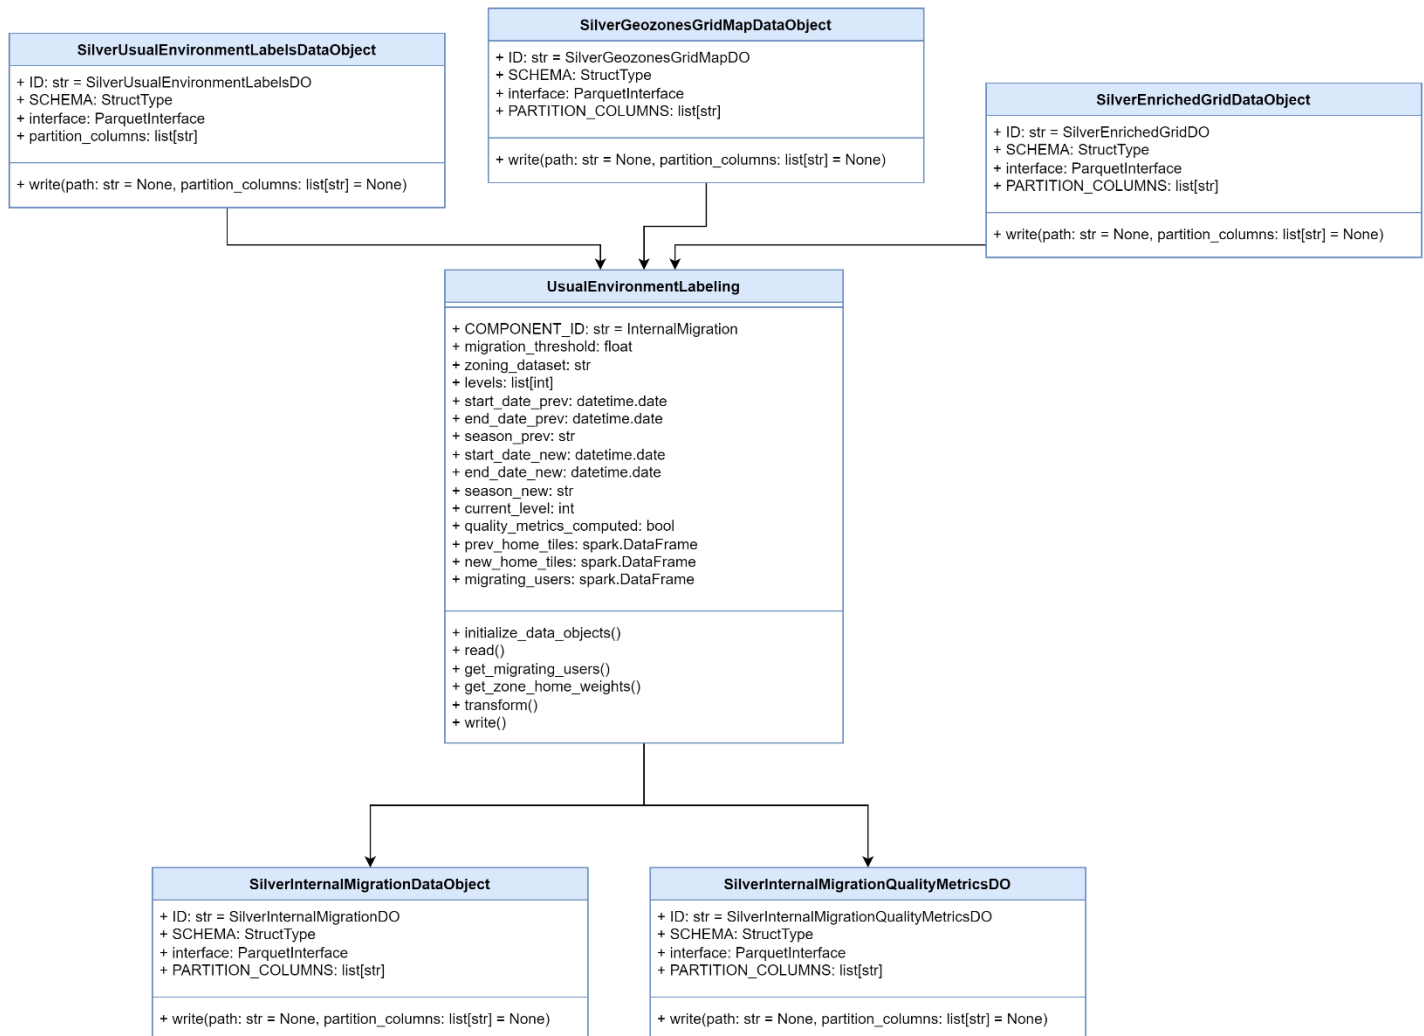 SilverUsualEnvironmentLabelsDataObject
+ ID: str = SilverUsualEnvironmentLabelsDO
+ SCHEMA: StructType
+ interface: ParquetInterface
+ partition_columns: list[str]
+ write(path: str = None, partition_columns: list[str] = None)
SilverGeozonesGridMapDataObject
+ ID: str = SilverGeozonesGridMapDO
+ SCHEMA: StructType
+ interface: ParquetInterface
+ PARTITION_COLUMNS: list[str]
+ write(path: str = None, partition_columns: list[str] = None)
SilverEnrichedGridDataObject
+ ID: str = SilverEnrichedGridDO
+ SCHEMA: StructType
+ interface: ParquetInterface
+ PARTITION_COLUMNS: list[str]
+ write(path: str = None, partition_columns: list[str] = None)
UsualEnvironmentLabeling
+ COMPONENT_ID: str = InternalMigration
+ migration_threshold: float
+ zoning_dataset: str
+ levels: list[int]
+ start_date_prev: datetime.date
+ end_date_prev: datetime.date
+ season_prev: str
+ start_date_new: datetime.date
+ end_date_new: datetime.date
+ season_new: str
+ current_level: int
+ quality_metrics_computed: bool
+ prev_home_tiles: spark.DataFrame
+ new_home_tiles: spark.DataFrame
+ migrating_users: spark.DataFrame
+ initialize_data_objects()
+ read()
+ get_migrating_users()
+ get_zone_home_weights()
+ transform()
+ write()
SilverInternalMigrationDataObject
+ ID: str = SilverInternalMigrationDO
+ SCHEMA: StructType
+ interface: ParquetInterface
+ PARTITION_COLUMNS: list[str]
+ write(path: str = None, partition_columns: list[str] = None)
SilverInternalMigrationQualityMetricsDO
+ ID: str = SilverInternalMigrationQualityMetricsDO
+ SCHEMA: StructType
+ interface: ParquetInterface
+ PARTITION_COLUMNS: list[str]
+ write(path: str = None, partition_columns: list[str] = None)